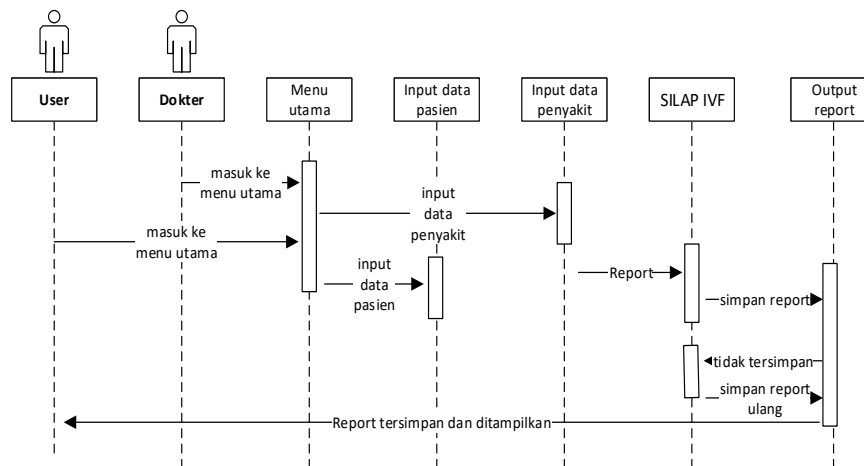 User
Dokter
Menu
utama
Input data
pasien
Input data
penyakit
SILAP IVF
Output
report
masuk ke
menu utama
input
data
penyakit
masuk ke
menu utama
input
data
pasien
Report
simpan report
tidak tersimpan
simpan report
ulang
Report tersimpan dan ditampilkan